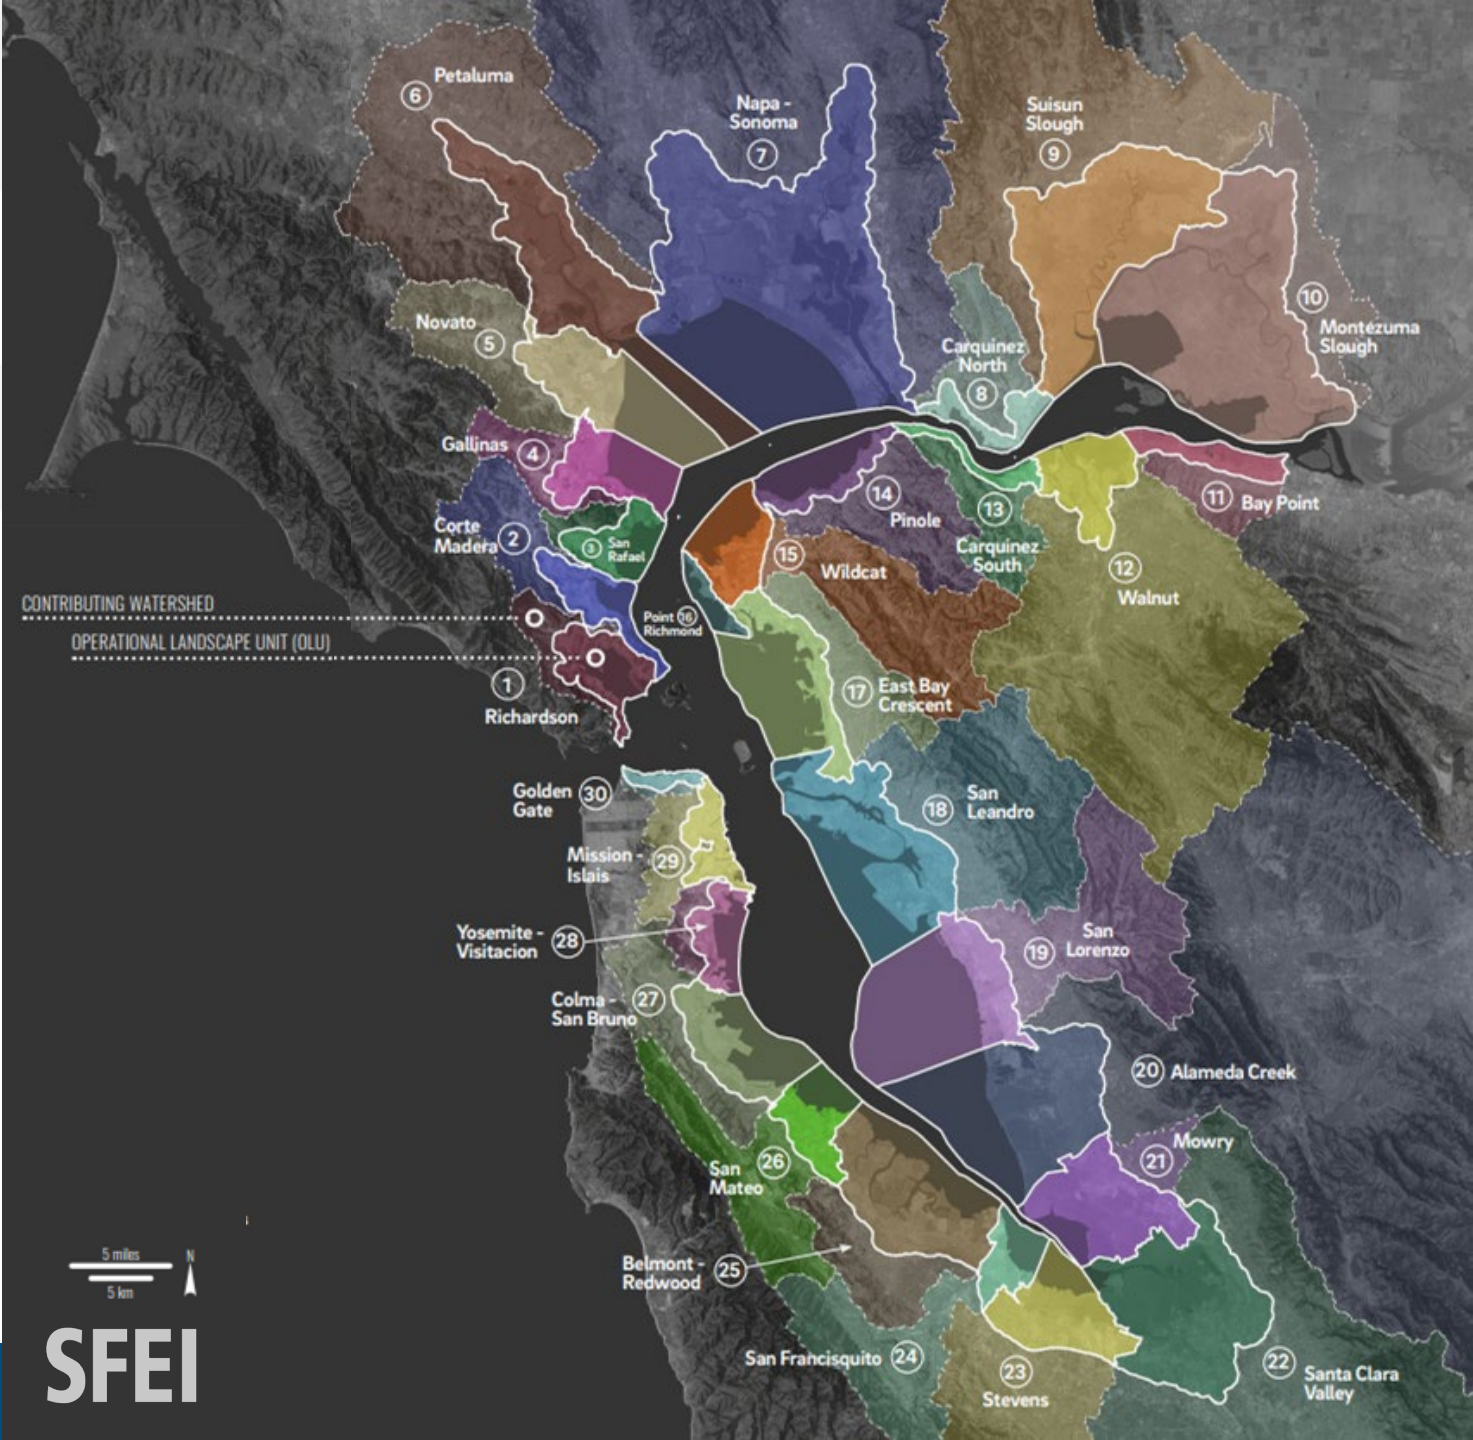 Petaluma
6
Napa -
Sonoma
7
Suisun
Slough
9
10
Montezuma
Slough
Novato
5
Carquinez
North
8
Gallinas
4
14
Pinole
11
Bay Point
Corte
Madera
2
3
San
Rafael
13
Carquinez
South
15
Wildcat
12
Walnut
CONTRIBUTING WATERSHED
Point
Richmond
16
OPERATIONAL LANDSCAPE UNIT (OLU)
1
Richardson
17
East Bay
Crescent
Golden
Gate
30
18
San
Leandro
Mission -
Islais
29
Yosemite -
Visitacion
28
19
San
Lorenzo
Colma -
San Bruno
27
20
Alameda Creek
21
Mowry
San
Mateo
26
Belmont -
Redwood
25
5 miles
5 km
N
SFEI
San Francisquito
24
23
Stevens
22
Santa Clara
Valley